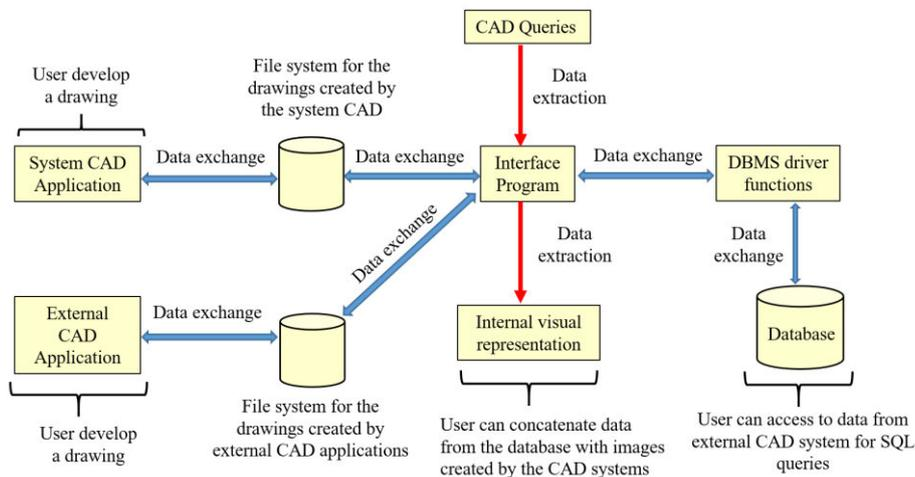 CAD Queries
Data
extraction
User develop
a drawing
File system for the
drawings created by
the system CAD
System CAD
Application
Data exchange
Data exchange
Interface
Program
Data exchange
DBMS driver
functions
Data exchange
Data
extraction
Data
exchange
External
CAD
Application
Data exchange
Internal visual
representation
Database
User develop
a drawing
File system for the
drawings created by
external CAD applications
User can concatenate data
from the database with images
created by the CAD systems
User can access to data from
external CAD system for SQL
queries